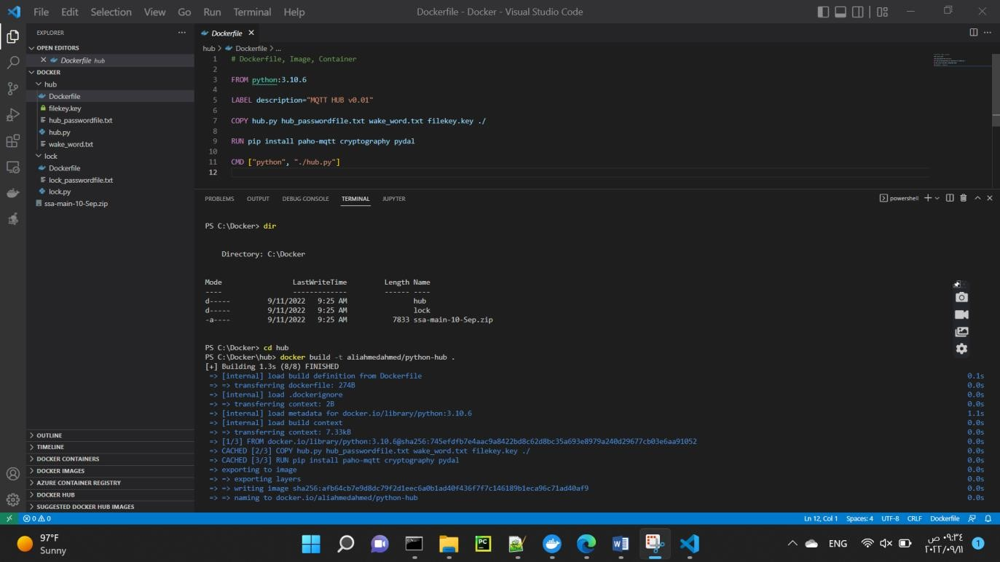 File Edit Selection View Go Run Terminal Help
Dockerfile - Docker - Visual Studio Code
EXPLORER
OPEN EDITORS
Dockerfile hub
DOCKER
hub
Dockerfile
filekey.key
hub_passwordfile.txt
hub.py
wake_word.txt
lock
Dockerfile
lock_passwordfile.txt
lock.py
ssa-main-10-Sep.zip
OUTLINE
TIMELINE
DOCKER CONTAINERS
DOCKER IMAGES
AZURE CONTAINER REGISTRY
DOCKER HUB
SUGGESTED DOCKER HUB IMAGES
Dockerfile
hub > Dockerfile > ...
1 # Dockerfile, Image, Container
2
3 FROM python:3.10.6
4
5 LABEL description="MQTT HUB v0.01"
6
7 COPY hub.py hub_passwordfile.txt wake_word.txt filekey.key ./
8
9 RUN pip install paho-mqtt cryptography pydal
10
11 CMD ["python", "./hub.py"]
12
PROBLEMS OUTPUT DEBUG CONSOLE TERMINAL JUPYTER
powershell
PS C:\Docker> dir
Directory: C:\Docker
Mode LastWriteTime Length Name
---- ------------- ------ ----
d----- 9/11/2022 9:25 AM hub
d----- 9/11/2022 9:25 AM lock
-a---- 9/11/2022 9:25 AM 7833 ssa-main-10-Sep.zip
PS C:\Docker> cd hub
PS C:\Docker\hub> docker build -t aliahmedahmed/python-hub .
[+] Building 1.3s (8/8) FINISHED
=> [internal] load build definition from Dockerfile 0.1s
=> => transferring dockerfile: 274B 0.0s
=> [internal] load .dockerignore 0.0s
=> => transferring context: 2B 0.0s
=> [internal] load metadata for docker.io/library/python:3.10.6 1.1s
=> [internal] load build context 0.0s
=> => transferring context: 7.33kB 0.0s
=> [1/3] FROM docker.io/library/python:3.10.6@sha256:745efdfb7e4aac9a8422bd8c62d8bc35a693e8979a240d29677cb03e6aa91052 0.0s
=> CACHED [2/3] COPY hub.py hub_passwordfile.txt wake_word.txt filekey.key ./ 0.0s
=> CACHED [3/3] RUN pip install paho-mqtt cryptography pydal 0.0s
=> exporting to image 0.0s
=> => exporting layers 0.0s
=> => writing image sha256:afb64cb7e9d8dc79f2d1eec6a0b1ad40f436f7f7c146189b1eca96c71ad40af9 0.0s
=> => naming to docker.io/aliahmedahmed/python-hub 0.0s
0 0
Ln 12, Col 1 Spaces: 4 UTF-8 CRLF Dockerfile
97°F
Sunny
PC
W
ENG
٠٩:٣٤ ص
٢٠٢٢/٠٩/١١
1